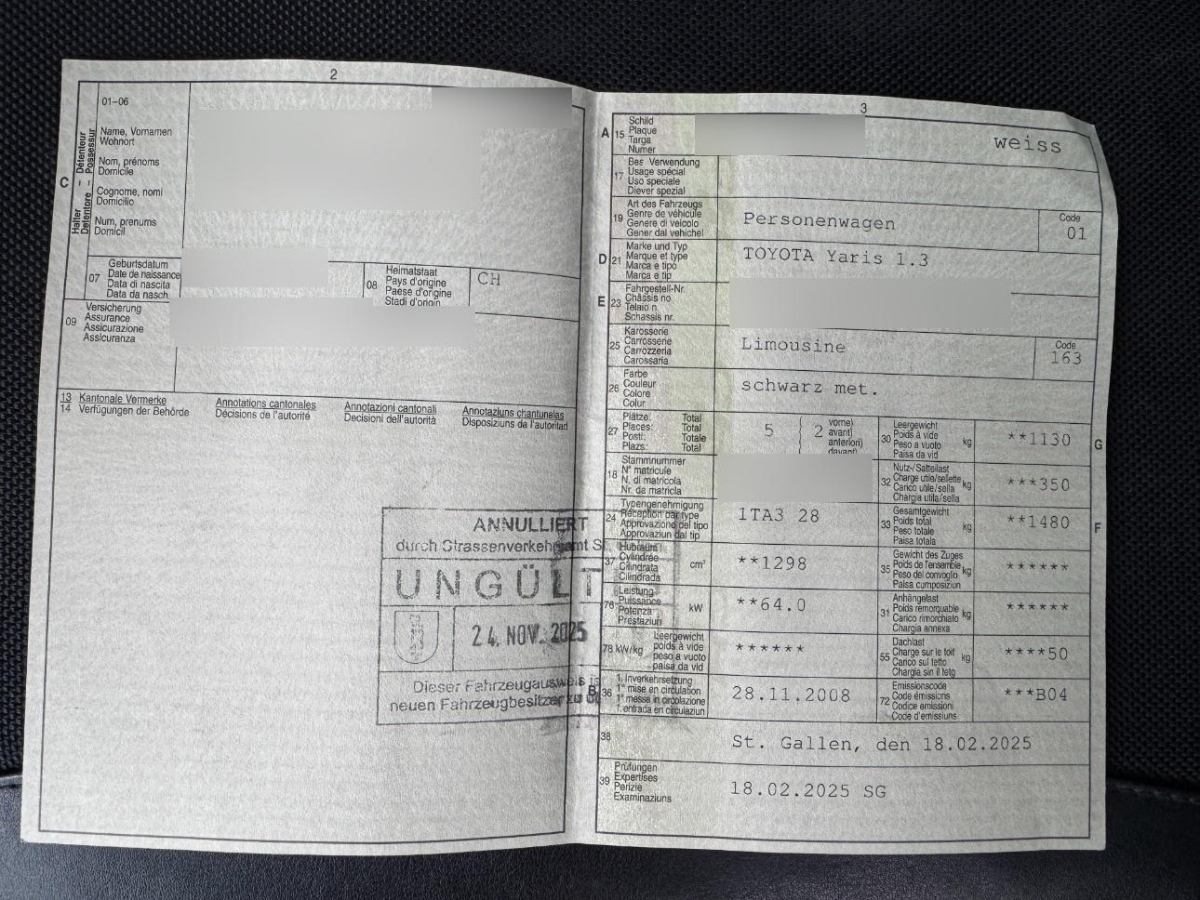 2
01-06
Halter - Détenteur
Detentore - Possessur
C
Name, Vornamen
Wohnort
Nom, prénoms
Domicile
Cognome, nomi
Domicilio
Num, prenums
Domicil
07
Geburtsdatum
Date de naissance
Data di nascita
Data da nasch
08
Heimatstaat
Pays d'origine
Paese d'origine
Stadi d'origin
CH
09
Versicherung
Assurance
Assicurazione
Assicuranza
13 Kantonale Vermerke
14 Verfügungen der Behörde
Annotations cantonales
Décisions de l'autorité
Annotazioni cantonali
Decisioni dell'autorità
Annotaziuns chantunalas
Disposiziuns da l'autoritad
ANNULLIERT
durch Strassenverkehrsamt S
UNGÜLT
24. NOV. 2025
Dieser Fahrzeugausweis is
neuen Fahrzeugbesitzer zu ü
3
A 15
Schild
Plaque
Targa
Numer
weiss
17
Bes Verwendung
Usage spécial
Uso speciale
Diever spezial
19
Art des Fahrzeugs
Genre de véhicule
Genere di veicolo
Gener dal vehichel
Personenwagen
Code
01
D 21
Marke und Typ
Marque et type
Marca e tipo
Marca e tip
TOYOTA Yaris 1.3
E 23
Fahrgestell-Nr.
Châssis no
Telaio n.
Schassis nr.
25
Karosserie
Carrosserie
Carrozzeria
Carossaria
Limousine
Code
163
26
Farbe
Couleur
Colore
Colur
schwarz met.
27
Plätze: Total
Places: Total
Posti: Totale
Plazs: Total
5
2
vorne)
avant)
anteriori)
davant)
30
Leergewicht
Poids à vide
Peso a vuoto
Paisa da vid
kg
**1130
G
18
Stammnummer
N° matricule
N. di matricola
Nr. da matricla
32
Nutz-/Sattellast
Charge utile/sellette
Carico utile/sella
Chargia utila/sella
kg
***350
24
Typengenehmigung
Réception par type
Approvazione del tipo
Approvaziun dal tip
1TA3 28
33
Gesamtgewicht
Poids total
Peso totale
Paisa totala
kg
**1480
F
37
Hubraum
Cylindrée
Cilindrata
Cilindrada
cm³
**1298
35
Gewicht des Zuges
Poids de l'ensemble
Peso del convoglio
Paisa cumposiziun
kg
******
76
Leistung
Puissance
Potenza
Prestaziun
kW
**64.0
31
Anhängelast
Poids remorquable
Carico rimorchiato
Chargia annexa
kg
******
78 kW/kg
Leergewicht
poids à vide
peso a vuoto
paisa da vid
******
55
Dachlast
Charge sur le toit
Carico sul tetto
Chargia sin il tetg
kg
****50
B 36
1. Inverkehrsetzung
1re mise en circulation
1a messa in circolazione
1. entrada en circulaziun
28.11.2008
72
Emissionscode
Code émissions
Codice emissioni
Code d'emissiuns
***B04
38
St. Gallen, den 18.02.2025
39
Prüfungen
Expertises
Perizie
Examinaziuns
18.02.2025 SG